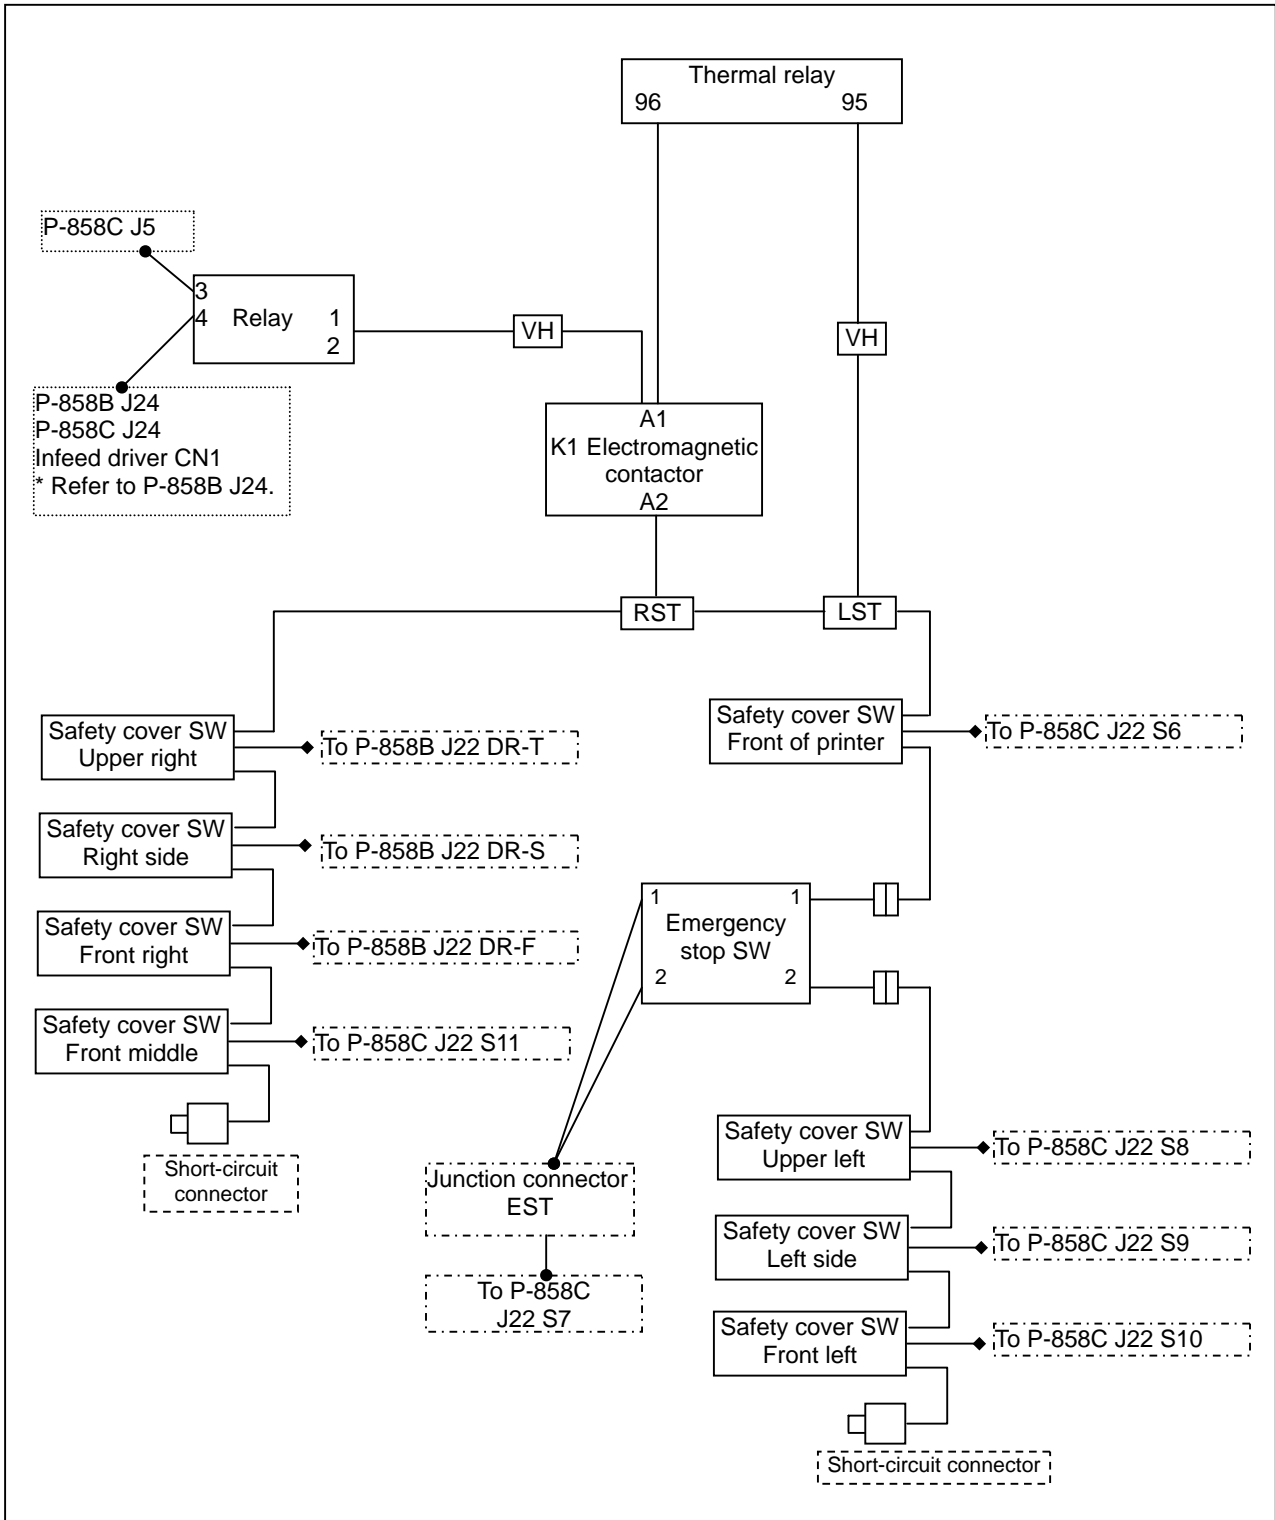 Thermal relay
96 95
P-858C J5
3
4 Relay 1
2
VH
VH
P-858B J24
P-858C J24
Infeed driver CN1
* Refer to P-858B J24.
A1
K1 Electromagnetic
contactor
A2
RST
LST
Safety cover SW
Upper right
To P-858B J22 DR-T
Safety cover SW
Front of printer
To P-858C J22 S6
Safety cover SW
Right side
To P-858B J22 DR-S
Safety cover SW
Front right
To P-858B J22 DR-F
1 1
Emergency
stop SW
2 2
Safety cover SW
Front middle
To P-858C J22 S11
Short-circuit
connector
Junction connector
EST
To P-858C
J22 S7
Safety cover SW
Upper left
To P-858C J22 S8
Safety cover SW
Left side
To P-858C J22 S9
Safety cover SW
Front left
To P-858C J22 S10
Short-circuit connector